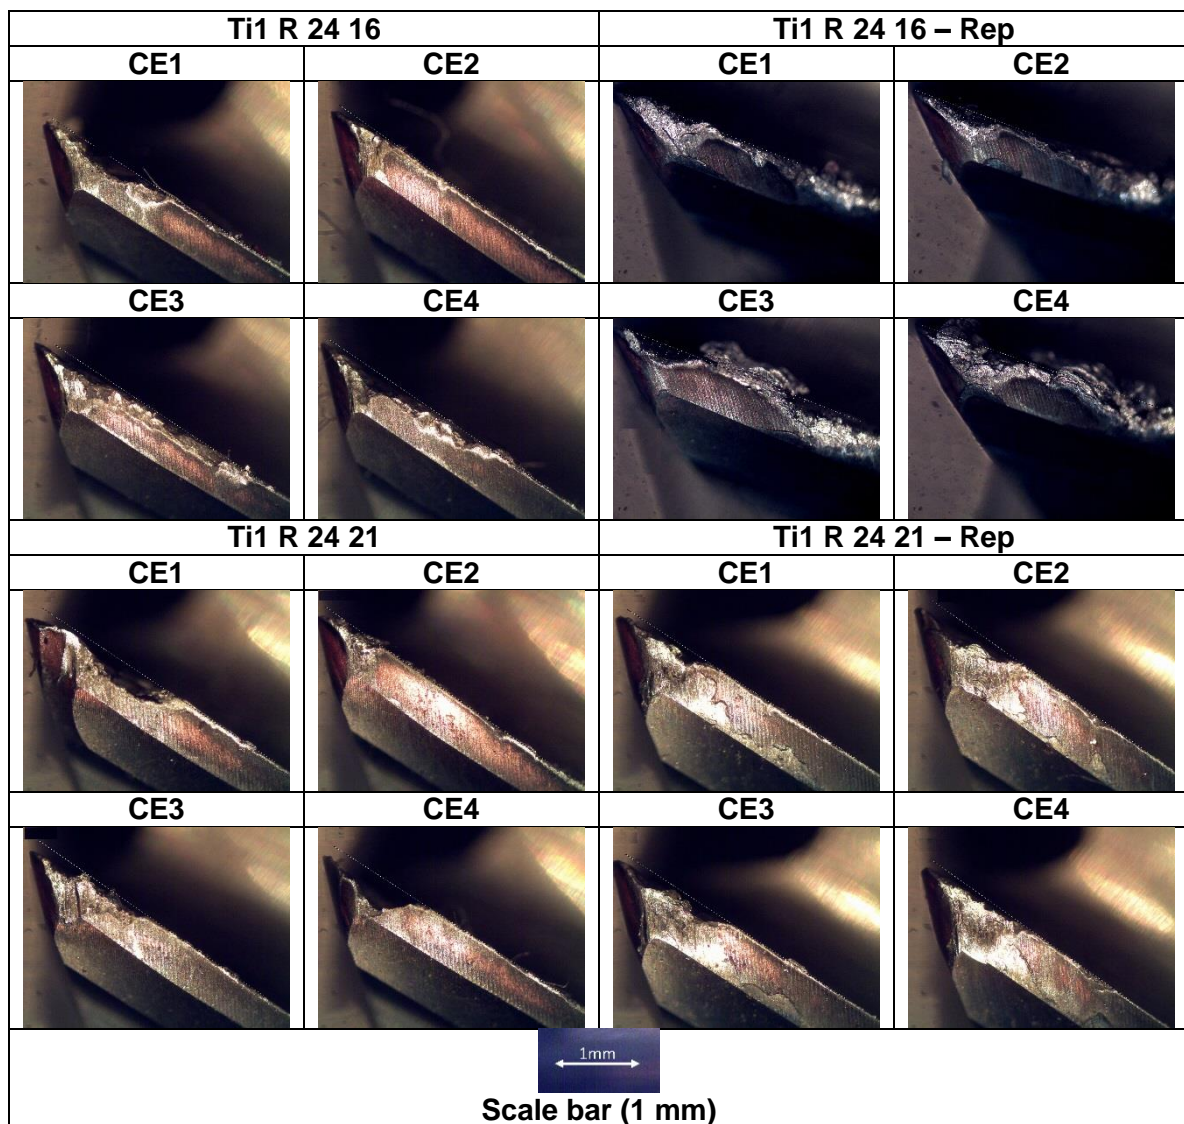 Ti1 R 24 16 Ti1 R 24 16 – Rep
CE1 CE2 CE1 CE2
CE3 CE4 CE3 CE4
Ti1 R 24 21 Ti1 R 24 21 – Rep
CE1 CE2 CE1 CE2
CE3 CE4 CE3 CE4
1mm
Scale bar (1 mm)